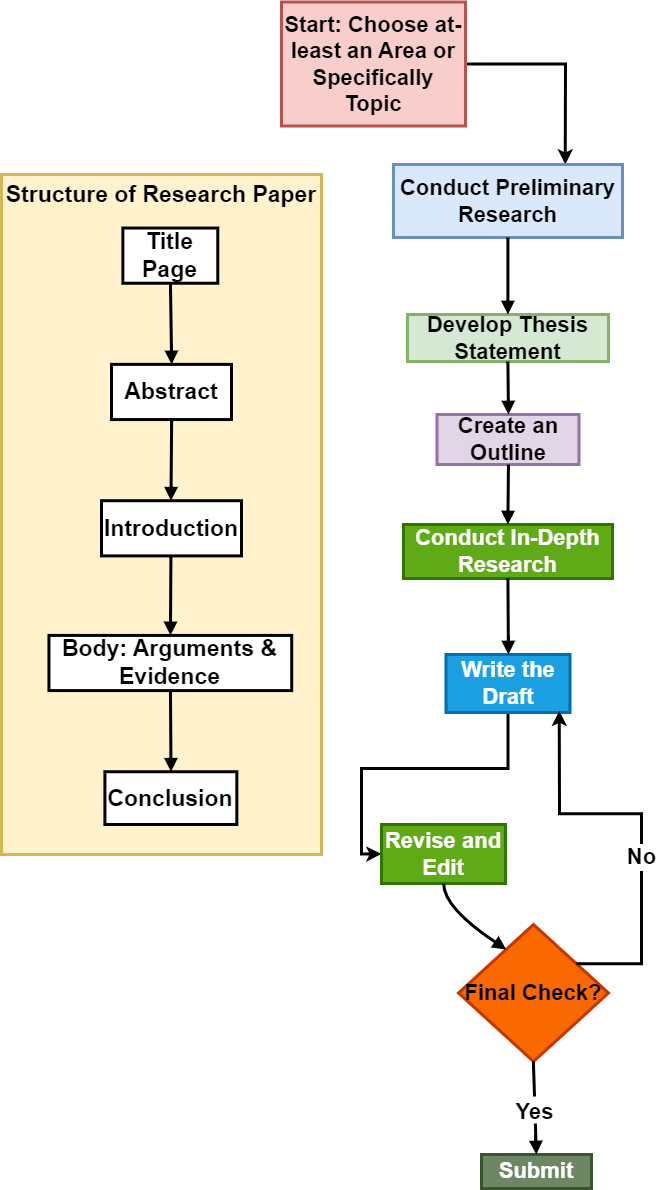 Start: Choose at-
least an Area or
Specifically
Topic
Conduct Preliminary
Research
Develop Thesis
Statement
Create an
Outline
Conduct In-Depth
Research
Write the
Draft
Revise and
Edit
No
Final Check?
Yes
Submit
Structure of Research Paper
Title
Page
Abstract
Introduction
Body: Arguments &
Evidence
Conclusion